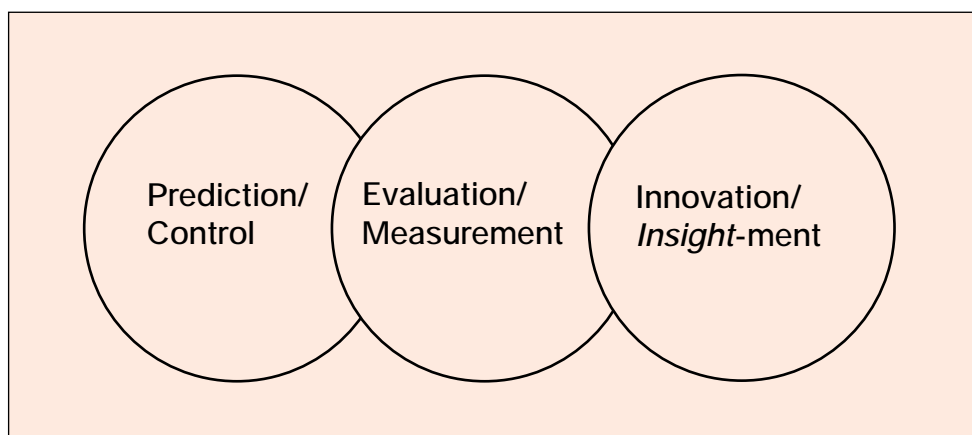 Prediction/
Control
Evaluation/
Measurement
Innovation/
Insight-ment